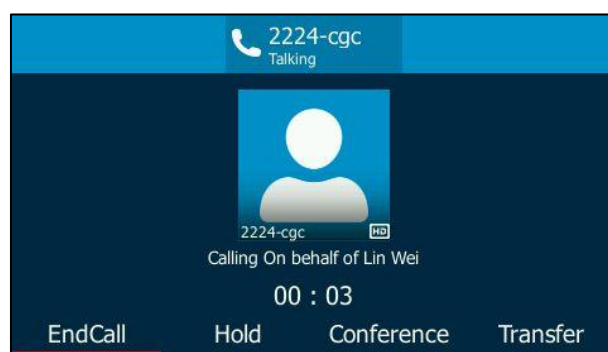 2224-cgc
Talking
2224-cgc HD
Calling On behalf of Lin Wei
00 : 03
EndCall Hold Conference Transfer